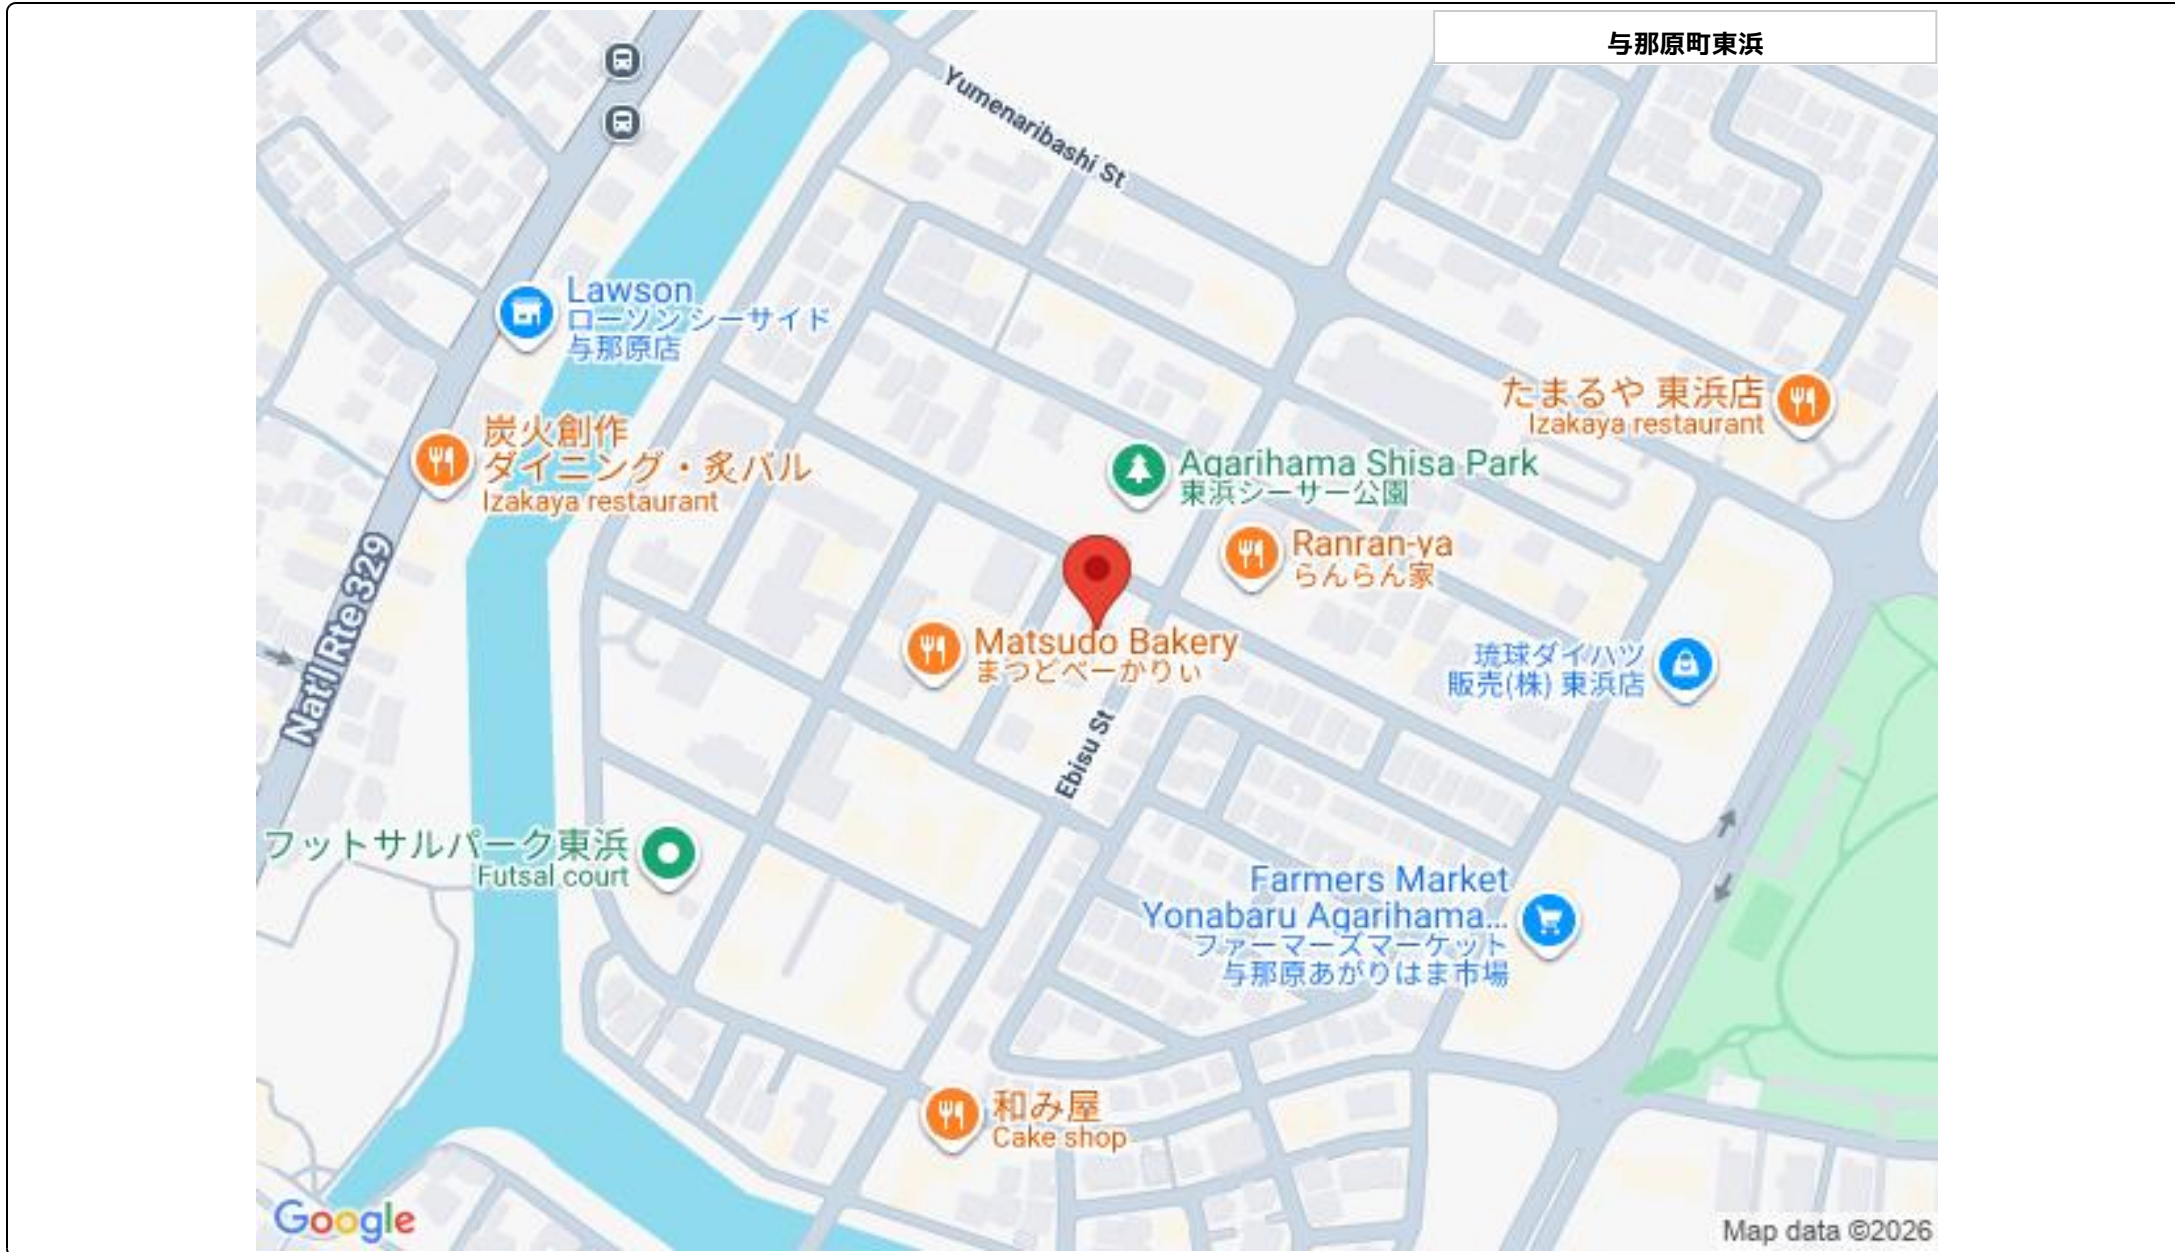 与那原町東浜
Yumenaribashi St
Lawson
ローソン シーサイド
与那原店
炭火創作
ダイニング・炙バル
Izakaya restaurant
たまるや 東浜店
Izakaya restaurant
Agarihama Shisa Park
東浜シーサー公園
Ranran-ya
らんらん家
Nat'l Rte 329
Matsudo Bakery
まつどべーかりぃ
琉球ダイハツ
販売(株) 東浜店
Ebisu St
フットサルパーク東浜
Futsal court
Farmers Market
Yonabaru Agarihama...
ファーマーズマーケット
与那原あがりはま市場
和み屋
Cake shop
Google
Map data ©2026